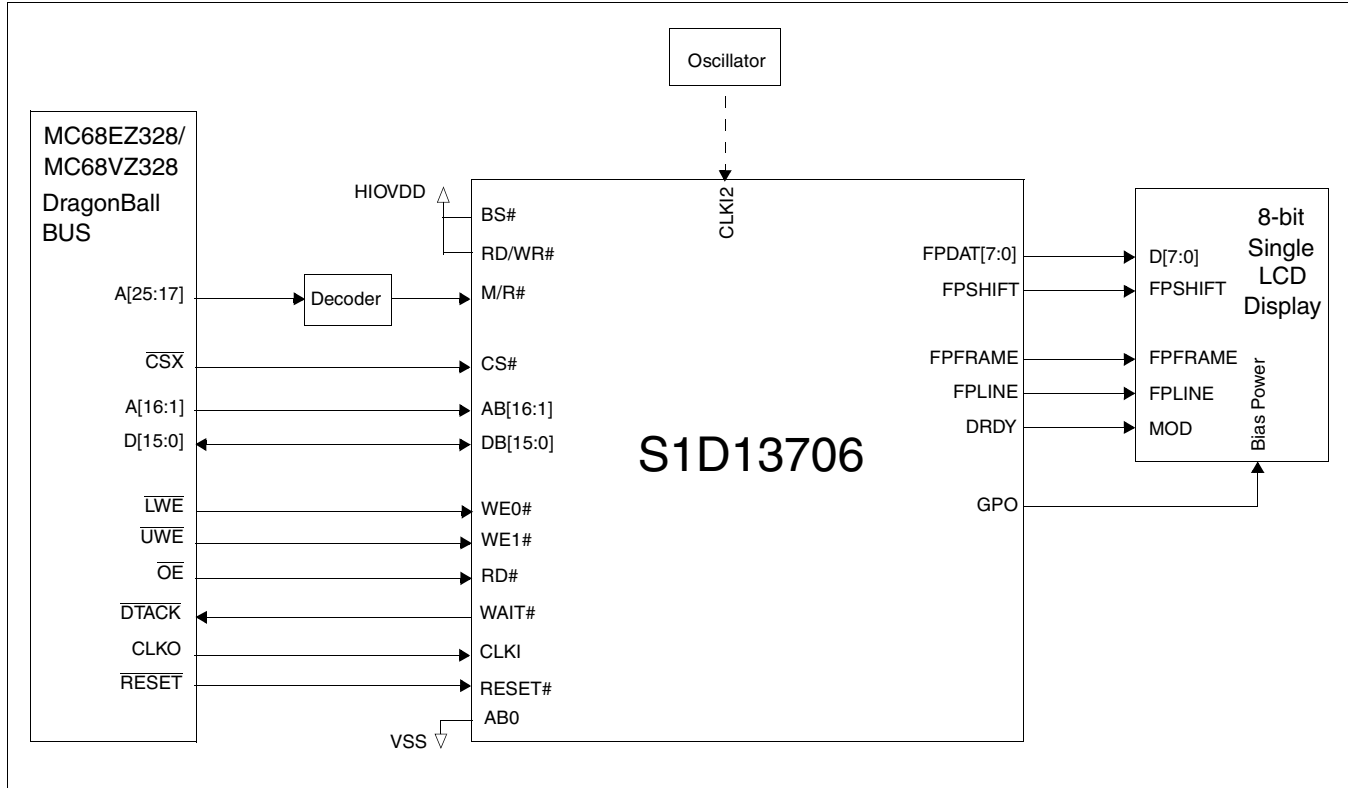 Oscillator
MC68EZ328/
MC68VZ328
DragonBall
BUS
A[25:17]
CSX
A[16:1]
D[15:0]
LWE
UWE
OE
DTACK
CLKO
RESET
Decoder
HIOVDD
VSS
CLKI2
BS#
RD/WR#
M/R#
CS#
AB[16:1]
DB[15:0]
WE0#
WE1#
RD#
WAIT#
CLKI
RESET#
AB0
S1D13706
FPDAT[7:0]
FPSHIFT
FPFRAME
FPLINE
DRDY
GPO
8-bit
Single
LCD
Display
D[7:0]
FPSHIFT
FPFRAME
FPLINE
MOD
Bias Power